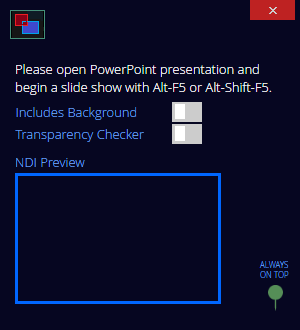 Please open PowerPoint presentation and
begin a slide show with Alt-F5 or Alt-Shift-F5.
Includes Background
Transparency Checker
NDI Preview
ALWAYS
ON TOP